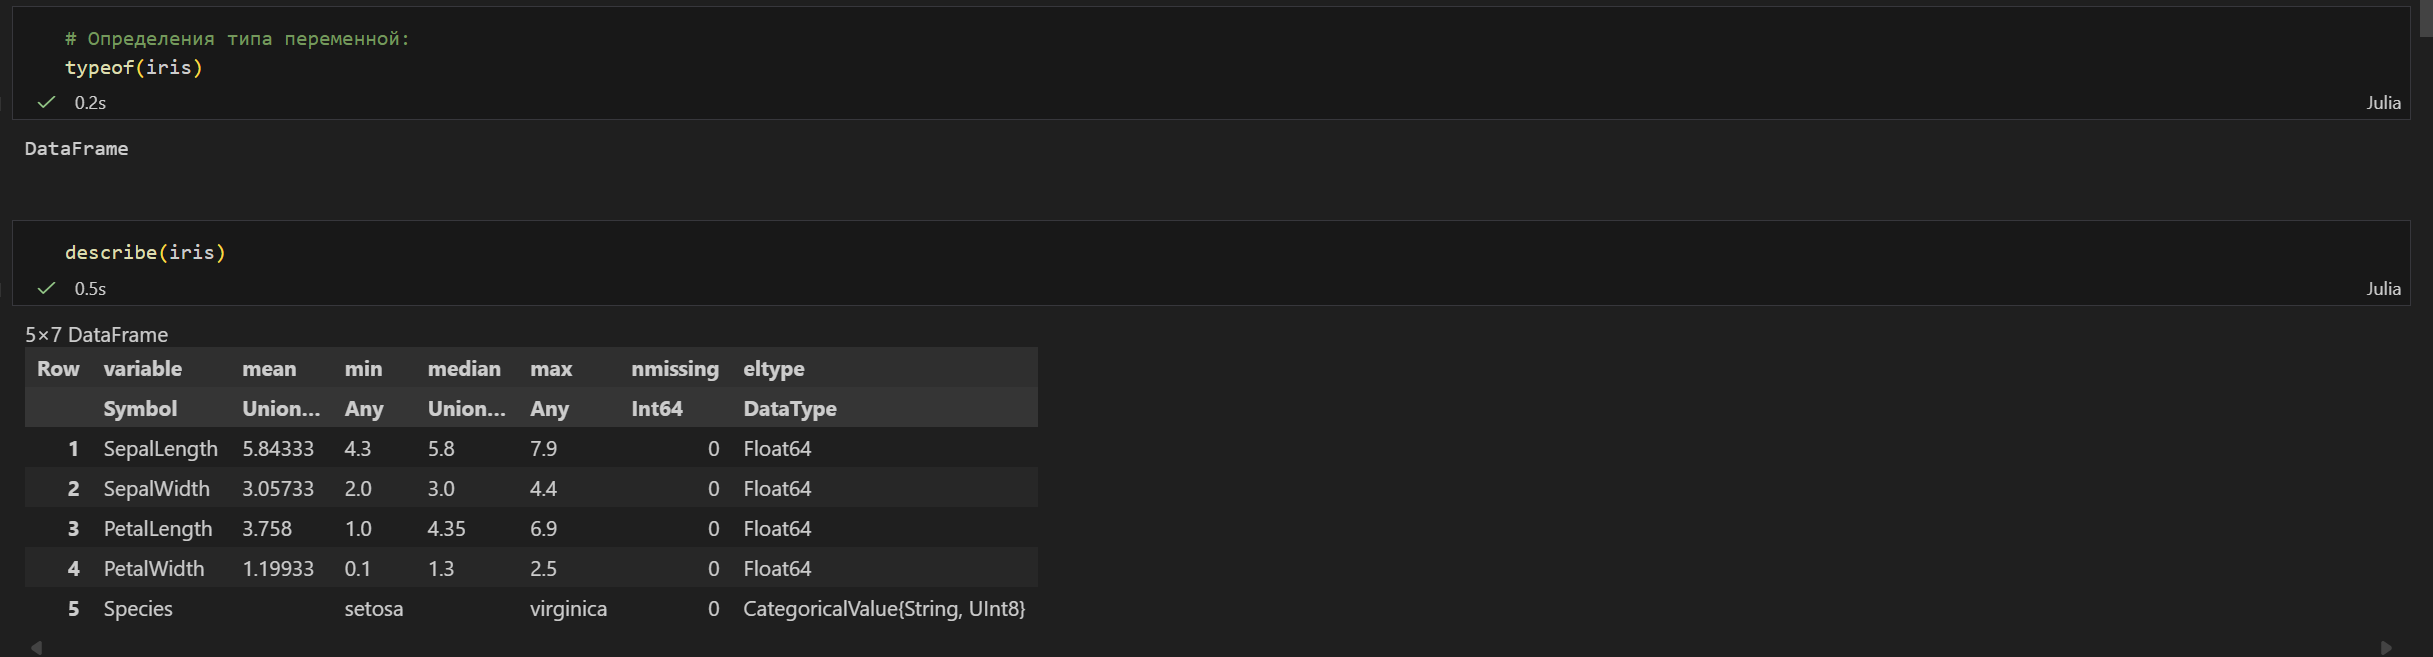 # Определения типа переменной:
typeof(iris)
0.2s
Julia
DataFrame
describe(iris)
0.5s
Julia
5×7 DataFrame
Row variable mean min median max nmissing eltype
Symbol Union… Any Union… Any Int64 DataType
1 SepalLength 5.84333 4.3 5.8 7.9 0 Float64
2 SepalWidth 3.05733 2.0 3.0 4.4 0 Float64
3 PetalLength 3.758 1.0 4.35 6.9 0 Float64
4 PetalWidth 1.19933 0.1 1.3 2.5 0 Float64
5 Species setosa virginica 0 CategoricalValue{String, UInt8}